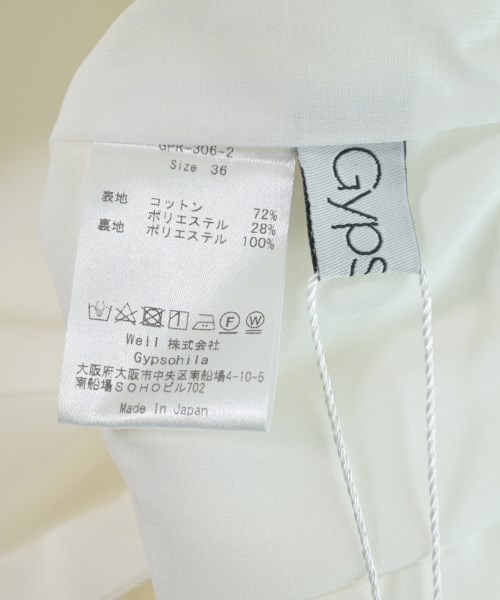 GPR-306-2
Size 36
表地 コットン 72%
ポリエステル 28%
裏地 ポリエステル 100%
Well 株式会社
Gypsohila
大阪府大阪市中央区南船場4-10-5
南船場SOHOビル702
Made In Japan
Gyps